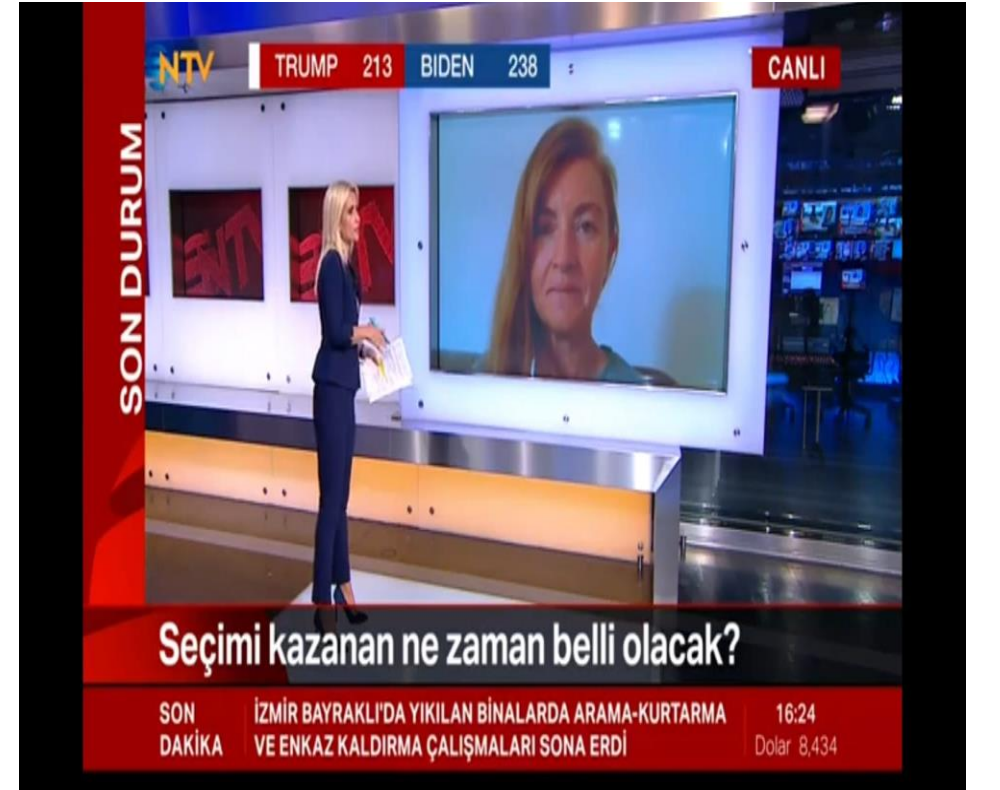 NTV
TRUMP 213 BIDEN 238
CANLI
SON DURUM
Seçimi kazanan ne zaman belli olacak?
SON DAKİKA
İZMİR BAYRAKLI'DA YIKILAN BİNALARDA ARAMA-KURTARMA
VE ENKAZ KALDIRMA ÇALIŞMALARI SONA ERDİ
16:24
Dolar 8,434